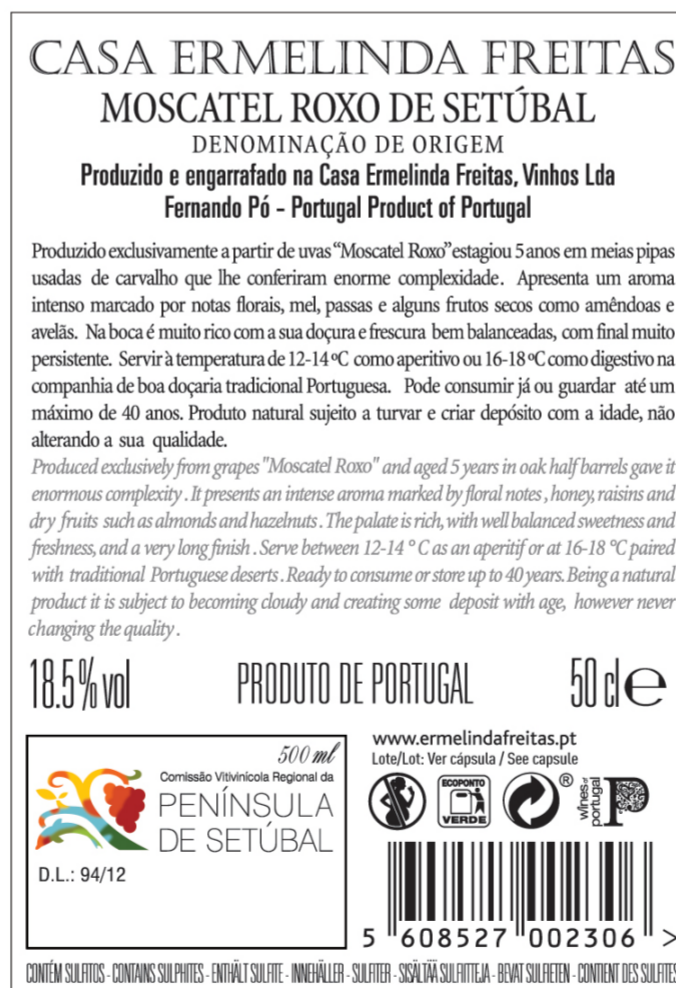 CASA ERMELINDA FREITAS
MOSCATEL ROXO DE SETÚBAL
DENOMINAÇÃO DE ORIGEM
Produzido e engarrafado na Casa Ermelinda Freitas, Vinhos Lda
Fernando Pó - Portugal Product of Portugal
Produzido exclusivamente a partir de uvas “Moscatel Roxo” estagiou 5 anos em meias pipas
usadas de carvalho que lhe conferiram enorme complexidade. Apresenta um aroma
intenso marcado por notas florais, mel, passas e alguns frutos secos como amêndoas e
avelãs. Na boca é muito rico com a sua doçura e frescura bem balanceadas, com final muito
persistente. Servir à temperatura de 12-14 ºC como aperitivo ou 16-18 ºC como digestivo na
companhia de boa doçaria tradicional Portuguesa. Pode consumir já ou guardar até um
máximo de 40 anos. Produto natural sujeito a turvar e criar depósito com a idade, não
alterando a sua qualidade.
Produced exclusively from grapes "Moscatel Roxo" and aged 5 years in oak half barrels gave it
enormous complexity . It presents an intense aroma marked by floral notes , honey, raisins and
dry fruits such as almonds and hazelnuts . The palate is rich, with well balanced sweetness and
freshness, and a very long finish . Serve between 12-14 ° C as an aperitif or at 16-18 °C paired
with traditional Portuguese deserts . Ready to consume or store up to 40 years. Being a natural
product it is subject to becoming cloudy and creating some deposit with age, however never
changing the quality .
18.5% vol PRODUTO DE PORTUGAL 50 cl e
500 ml
Comissão Vitivinícola Regional da
PENÍNSULA
DE SETÚBAL
D.L.: 94/12
www.ermelindafreitas.pt
Lote/Lot: Ver cápsula / See capsule
ECOPONTO
VERDE
®
wines of
portugal
5 608527 002306 >
CONTÉM SULFITOS - CONTAINS SULPHITES - ENTHÄLT SULFITE - INNEHÄLLER - SULFITER - SISÄLTÄÄ SULFIITTEJA - BEVAT SULFIETEN - CONTIENT DES SULFITES